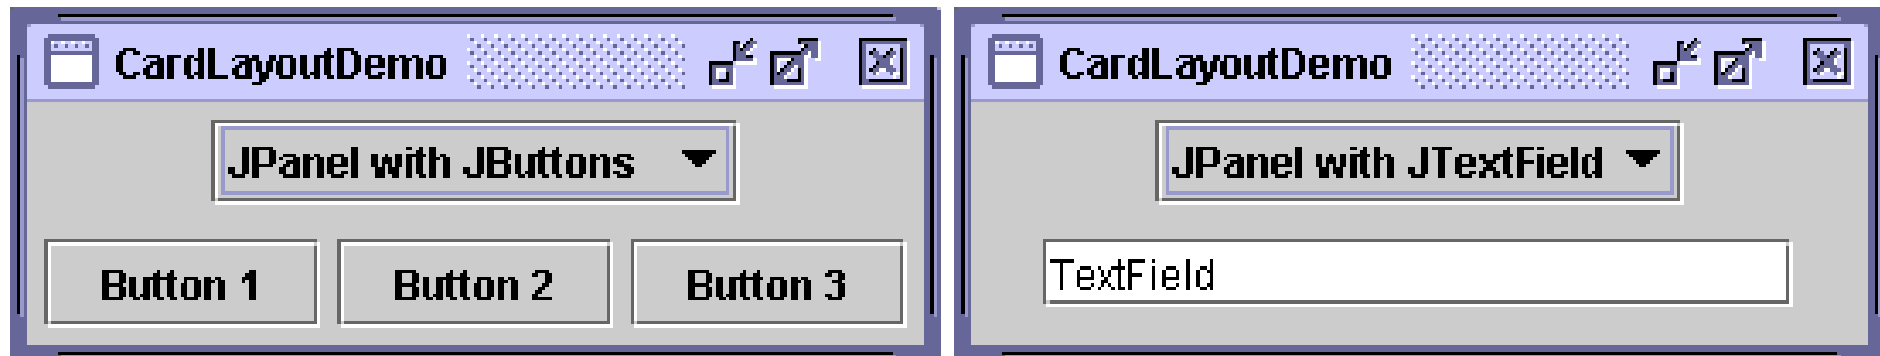 CardLayoutDemo
JPanel with JButtons
Button 1 Button 2 Button 3
CardLayoutDemo
JPanel with JTextField
TextField